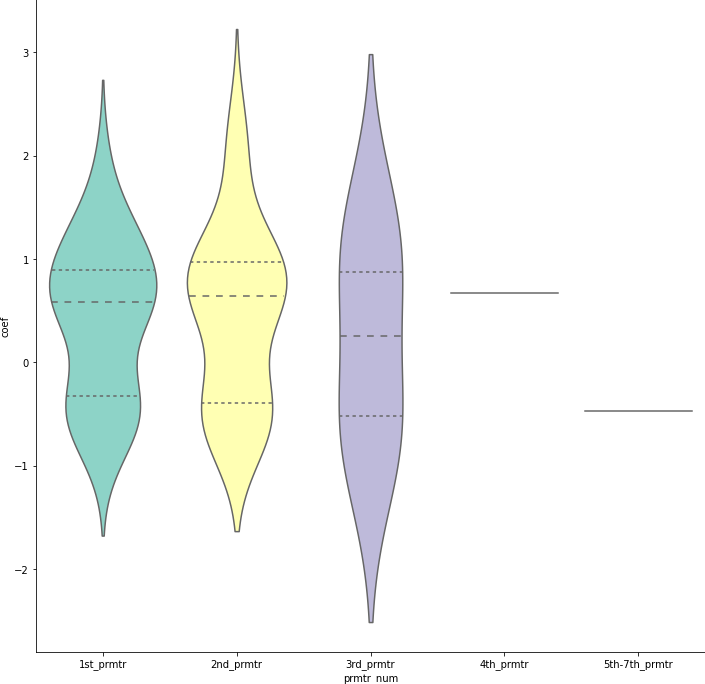 3
2
1
0
−1
−2
coef
1st_prmtr
2nd_prmtr
3rd_prmtr
4th_prmtr
5th-7th_prmtr
prmtr_num